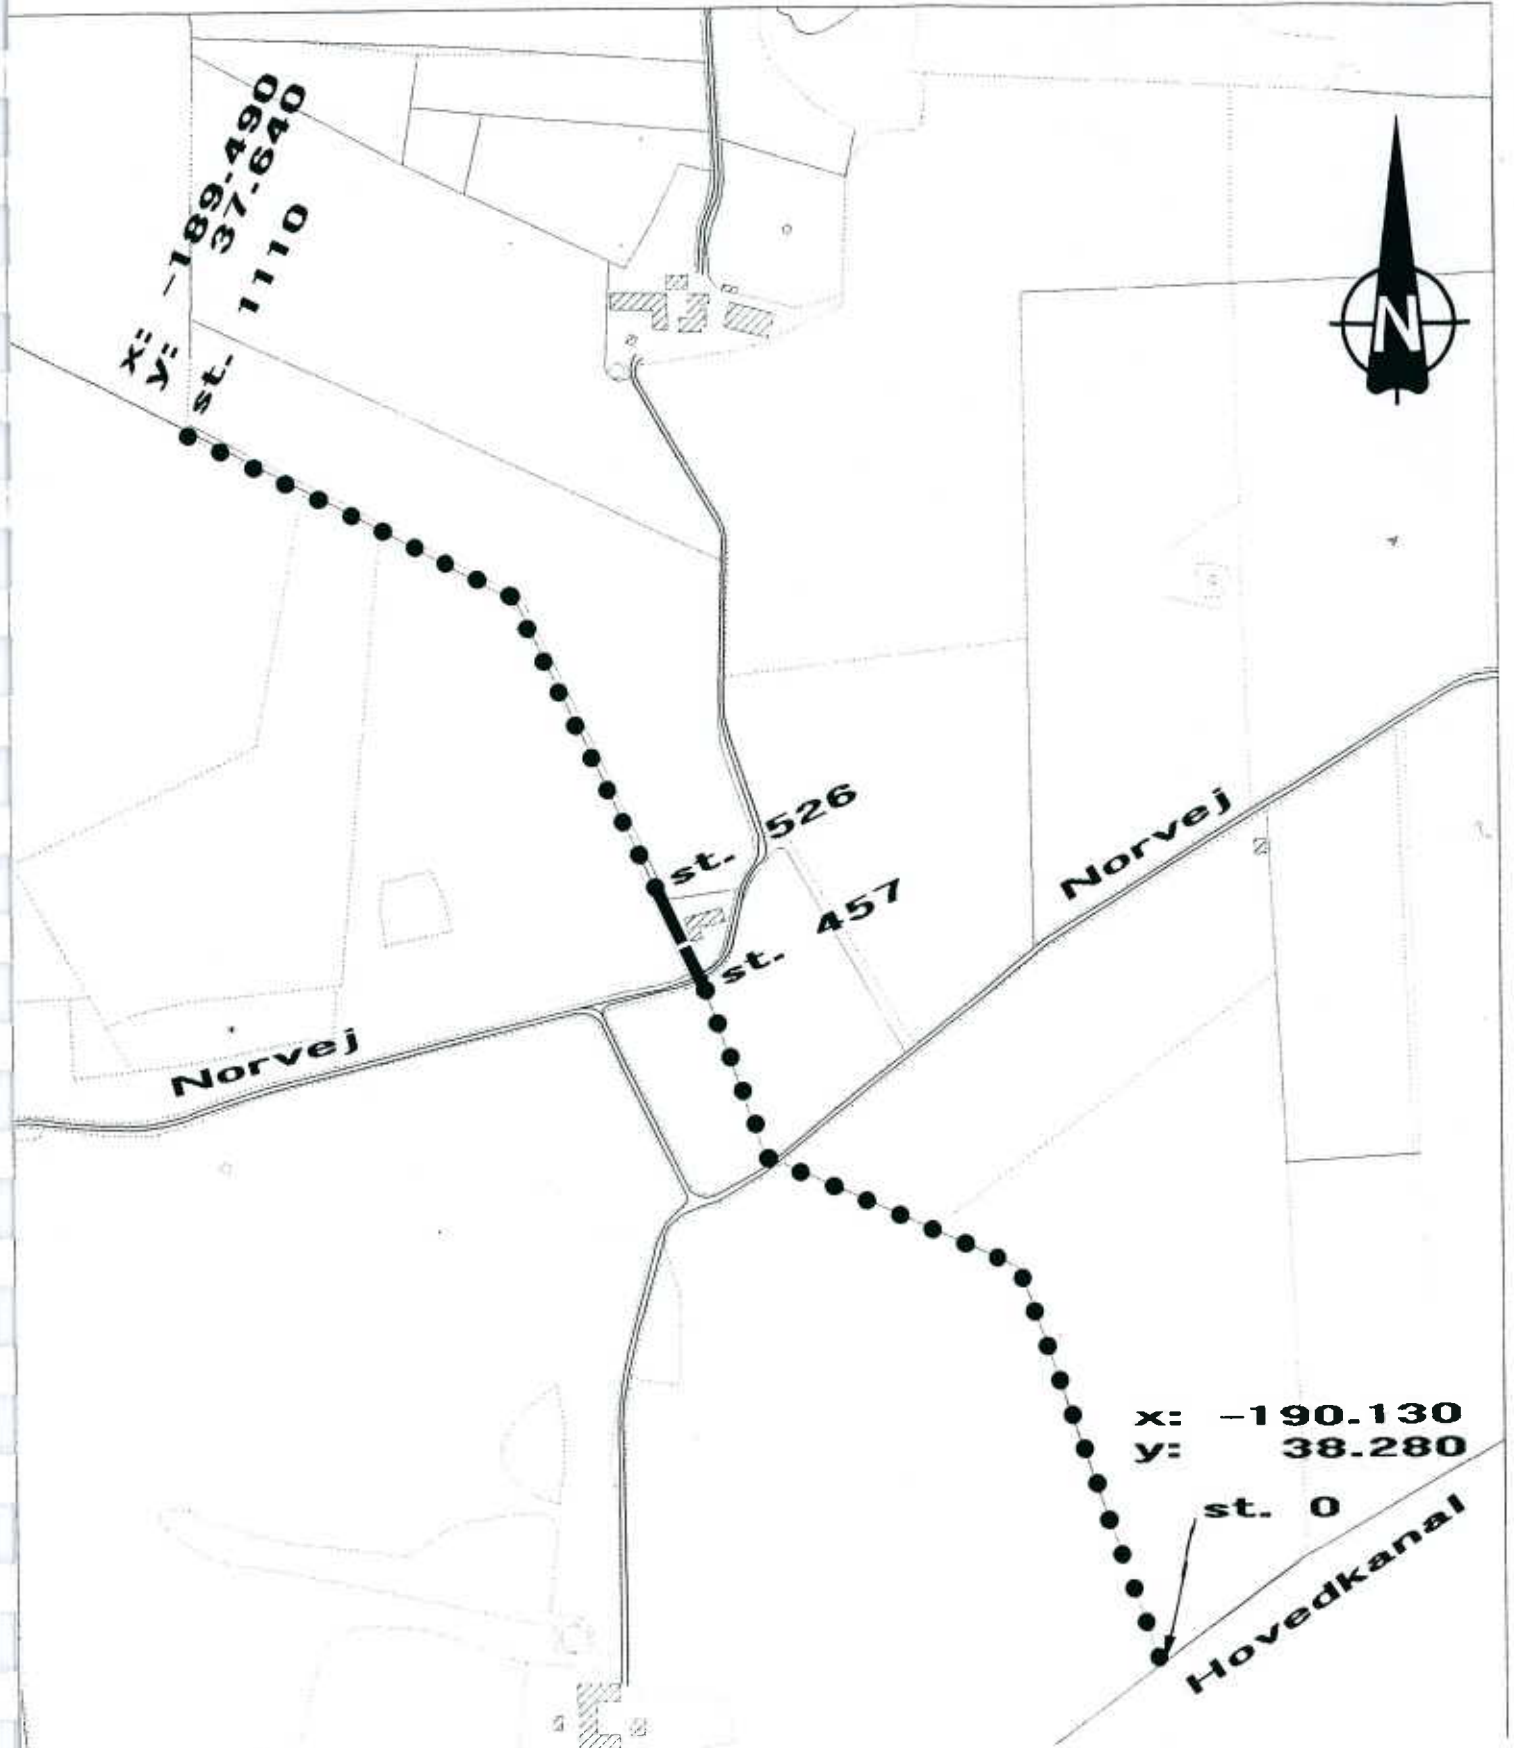 x: -189-490
y: 37-640
st. 1110
N
st. 526
Norvej
st. 457
Norvej
x: -190.130
y: 38.280
st. 0
Hovedkanal